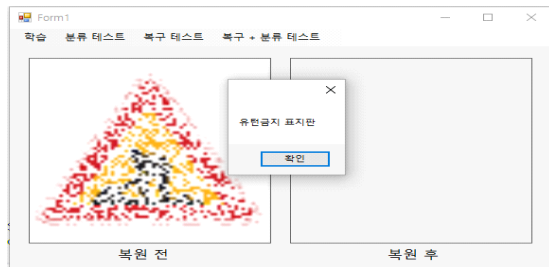 Form1
학습 분류 테스트 복구 테스트 복구 + 분류 테스트
유턴금지 표지판
확인
복원 전 복원 후